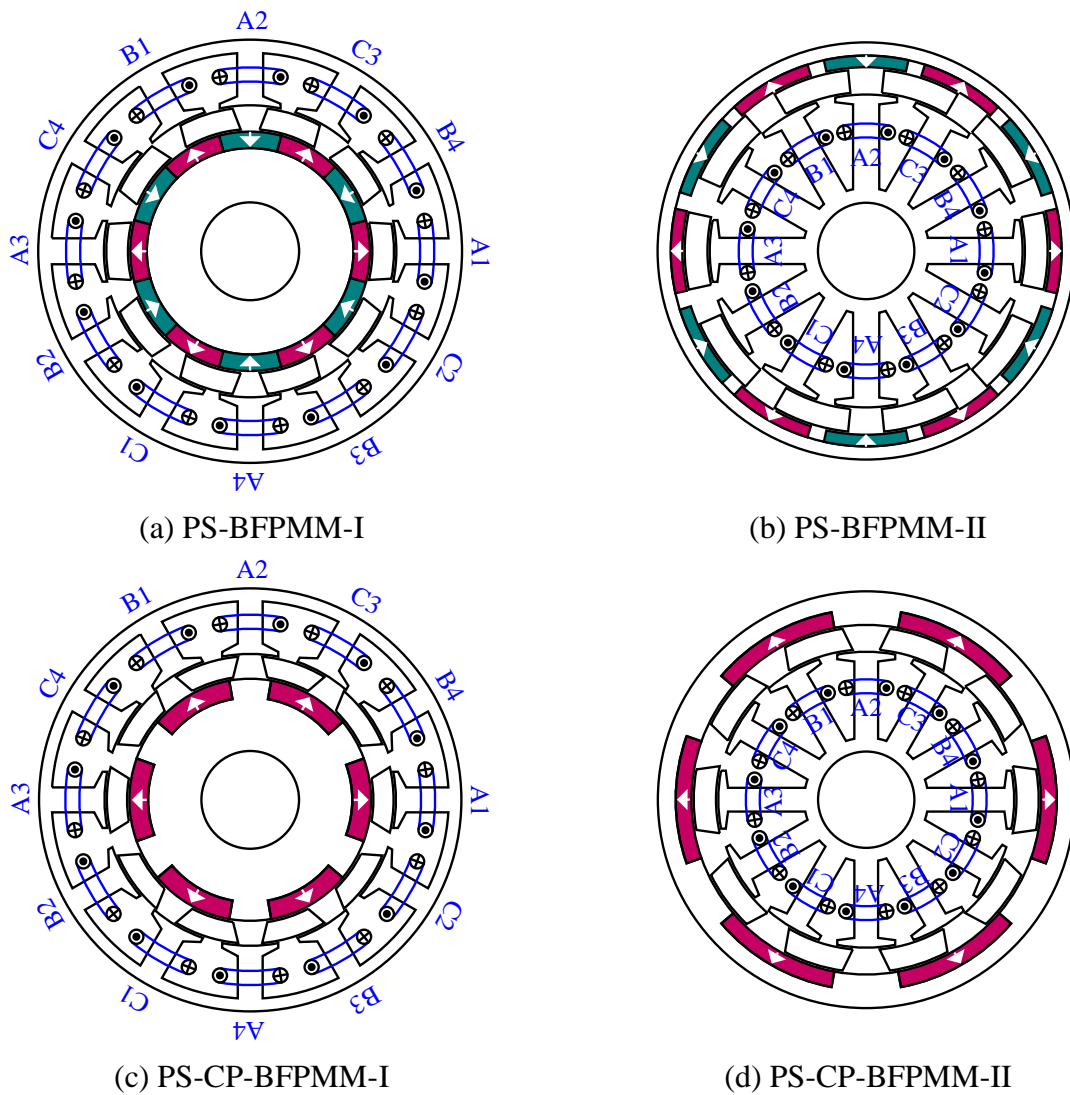 A2
B1
C3
C4
B4
A3
A1
B2
C2
C1
B3
A4
A2
B1
C3
C4
B4
A3
A1
B2
C2
C1
B3
A4
(a) PS-BFPMM-I
(b) PS-BFPMM-II
A2
B1
C3
C4
B4
A3
A1
B2
C2
C1
B3
A4
A2
B1
C3
C4
B4
A3
A1
B2
C2
C1
B3
A4
(c) PS-CP-BFPMM-I
(d) PS-CP-BFPMM-II